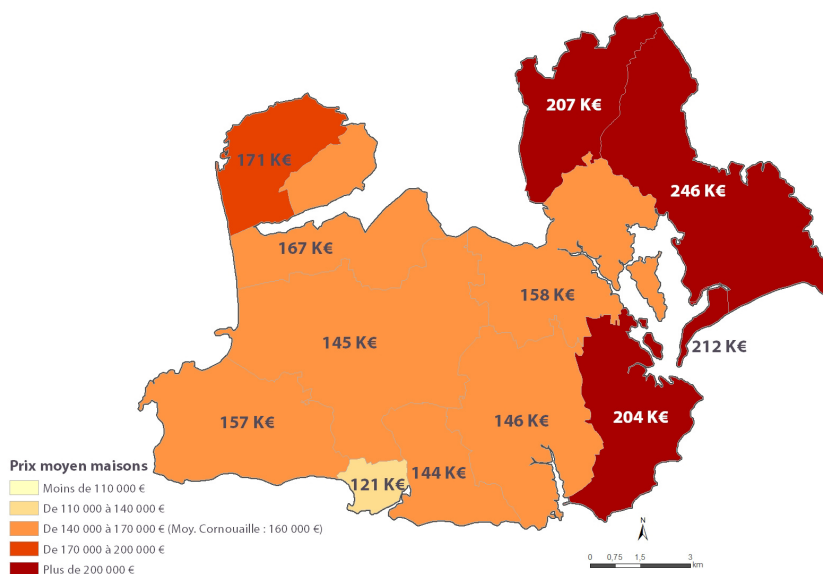 207 K€
171 K€
246 K€
167 K€
158 K€
145 K€
212 K€
204 K€
157 K€
146 K€
144 K€
121 K€
Prix moyen maisons
Moins de 110 000 €
De 110 000 à 140 000 €
De 140 000 à 170 000 € (Moy. Cornouaille : 160 000 €)
De 170 000 à 200 000 €
Plus de 200 000 €
N
0 0,75 1,5 3
km